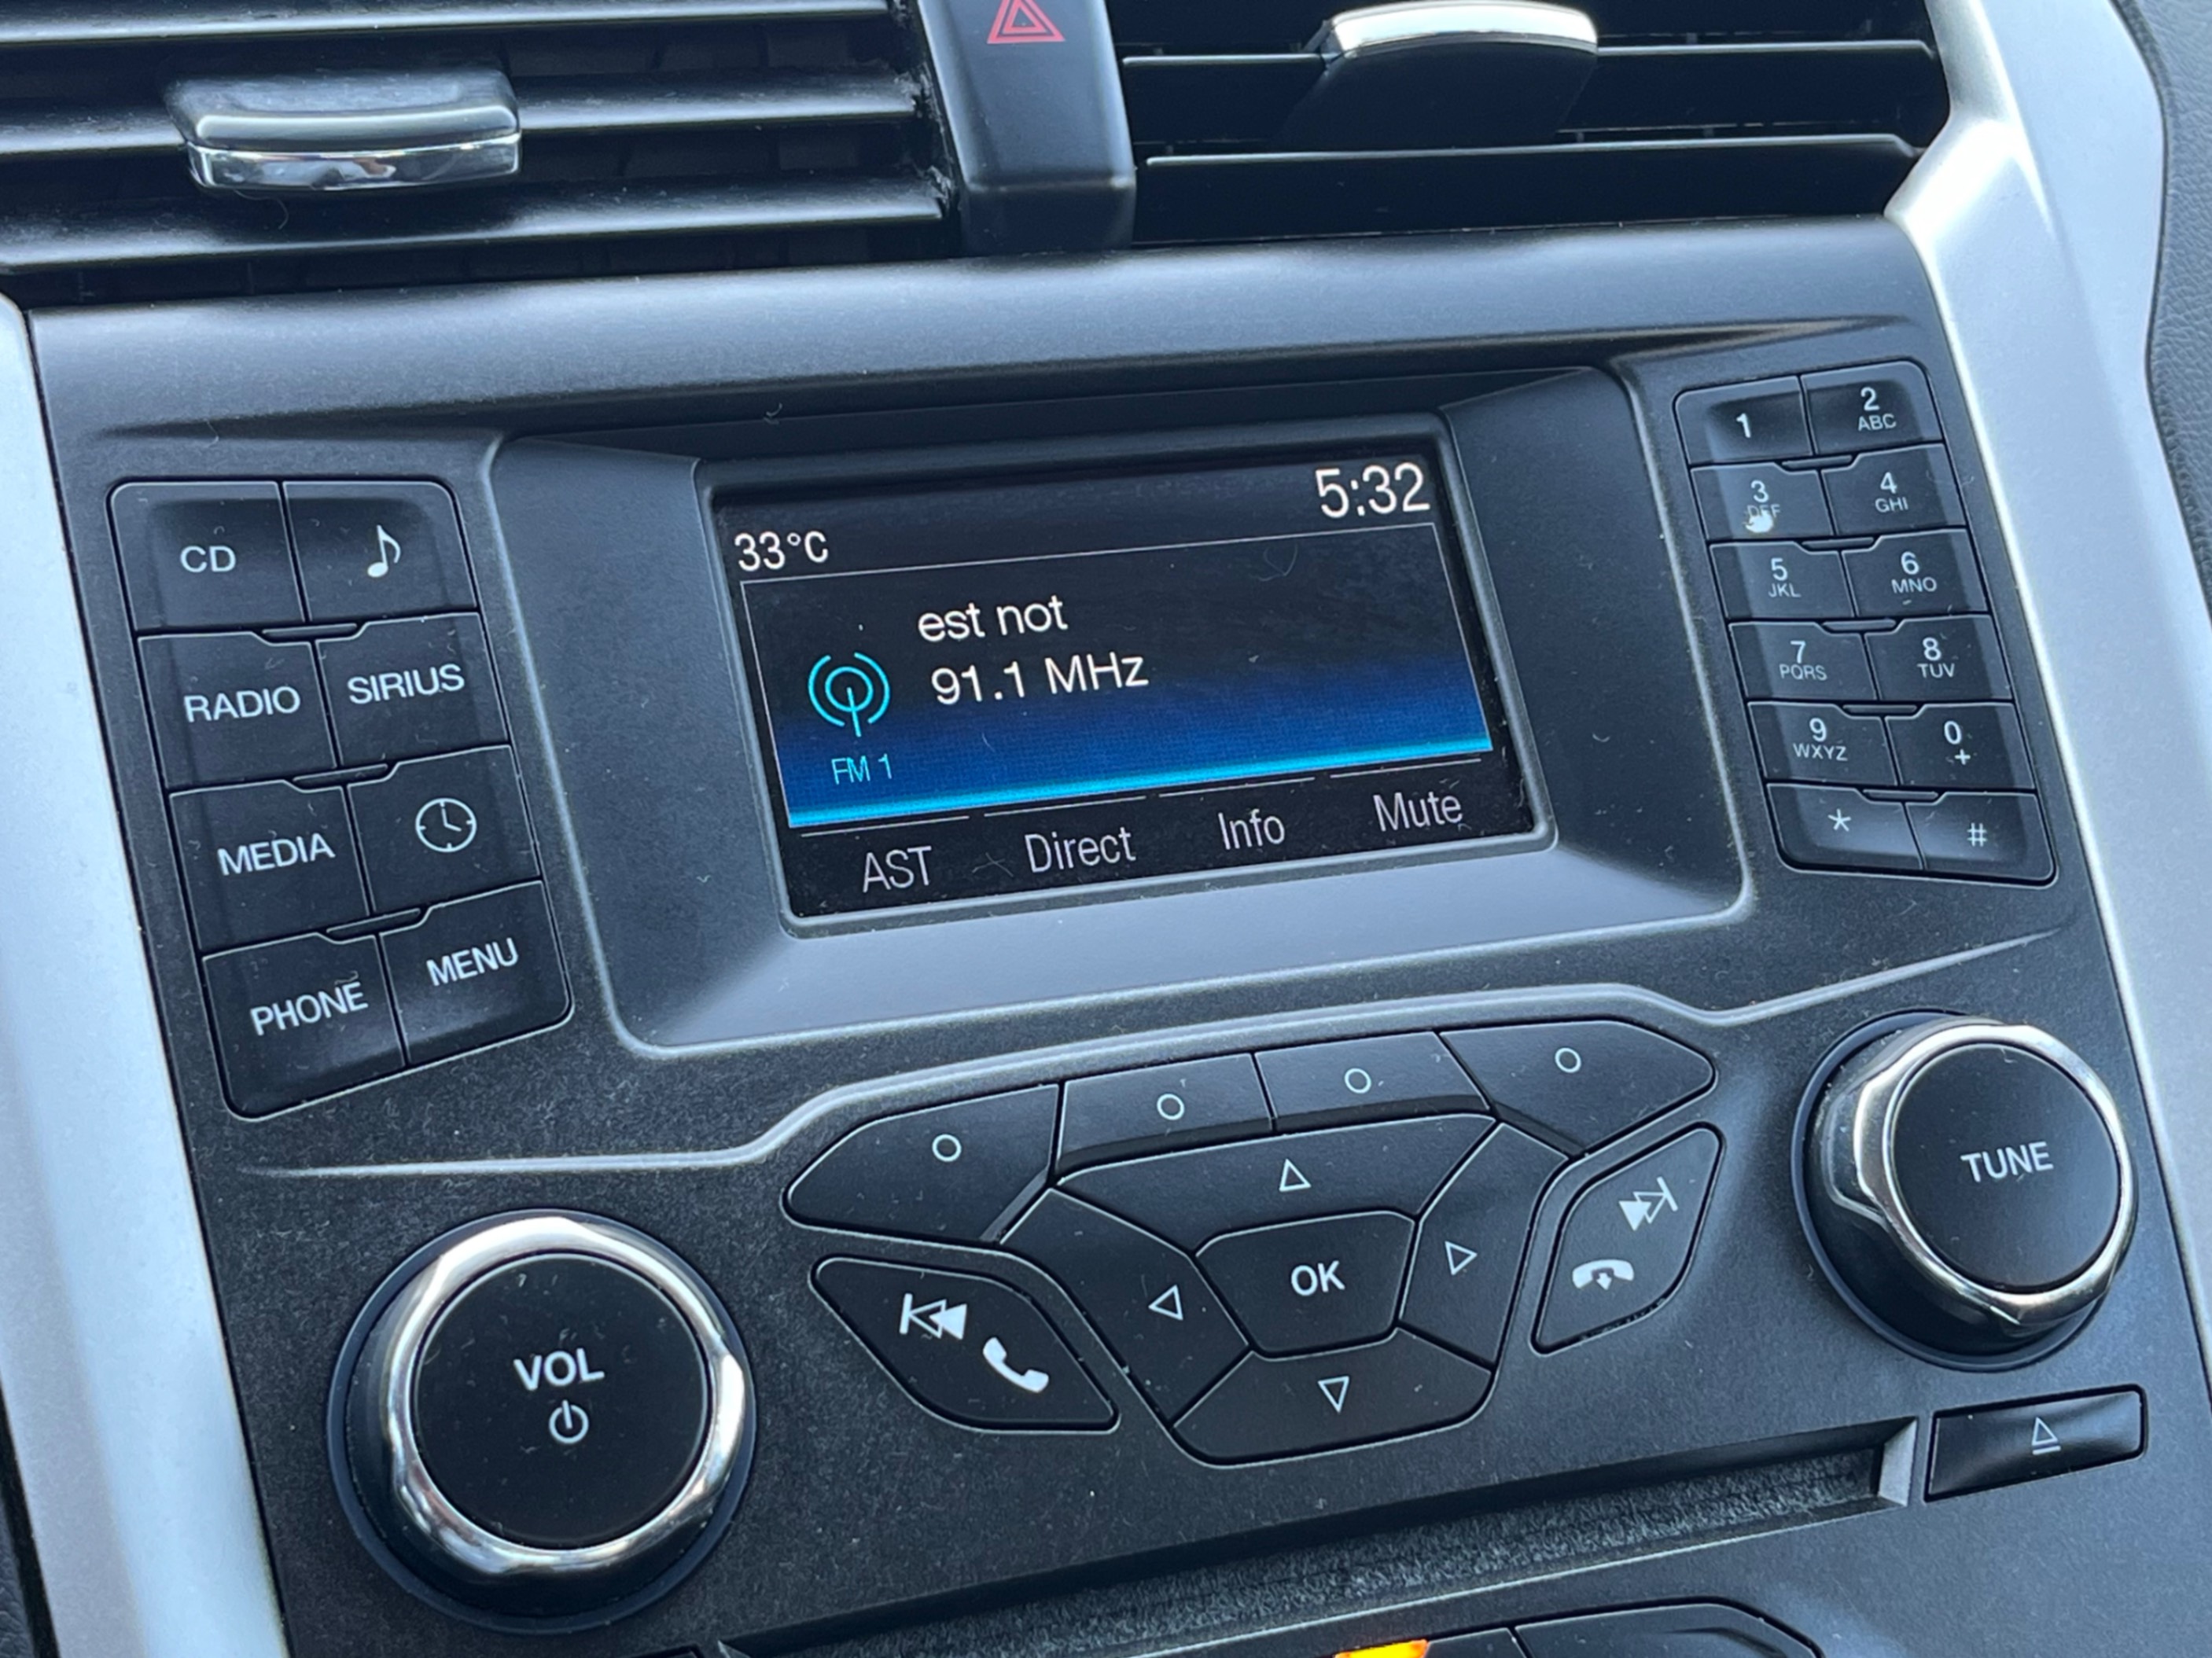 5:32
33°C
est not
91.1 MHz
FM 1
AST Direct Info Mute
CD
RADIO SIRIUS
MEDIA
PHONE MENU
1 2 ABC
3 DEF 4 GHI
5 JKL 6 MNO
7 PQRS 8 TUV
9 WXYZ 0 +
* #
OK
VOL
TUNE